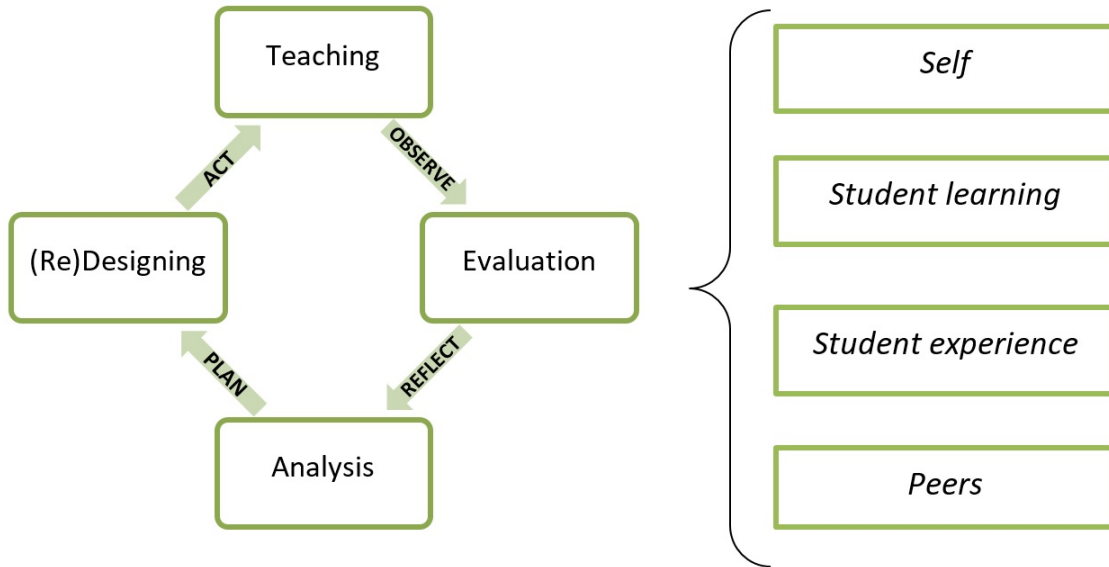 Teaching
OBSERVE
Evaluation
REFLECT
Analysis
PLAN
(Re)Designing
ACT
Self
Student learning
Student experience
Peers